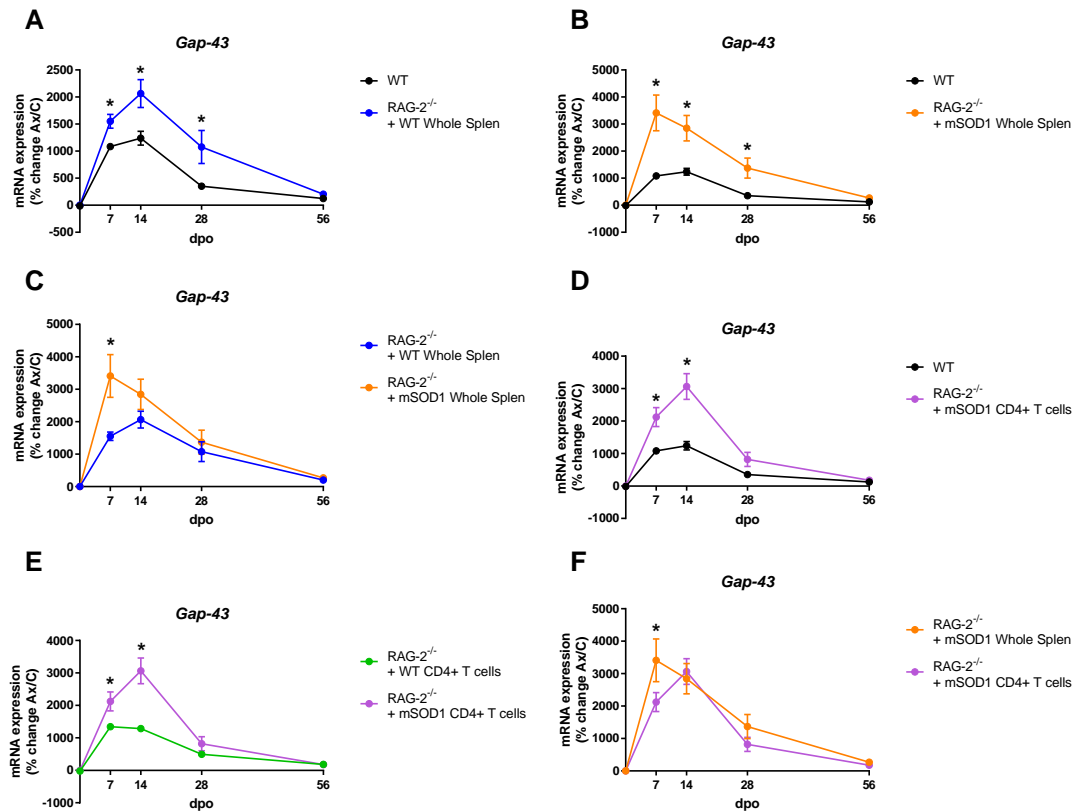 A
Gap-43
mRNA expression
(% change Ax/C)
2500
2000
1500
1000
500
0
-500
7
14
28
56
dpo
*
*
*
WT
RAG-2-/-
+ WT Whole Splen
B
Gap-43
mRNA expression
(% change Ax/C)
5000
4000
3000
2000
1000
0
-1000
7
14
28
56
dpo
*
*
*
WT
RAG-2-/-
+ mSOD1 Whole Splen
C
Gap-43
mRNA expression
(% change Ax/C)
5000
4000
3000
2000
1000
0
-1000
7
14
28
56
dpo
*
RAG-2-/-
+ WT Whole Splen
RAG-2-/-
+ mSOD1 Whole Splen
D
Gap-43
mRNA expression
(% change Ax/C)
4000
3000
2000
1000
0
-1000
7
14
28
56
dpo
*
*
WT
RAG-2-/-
+ mSOD1 CD4+ T cells
E
Gap-43
mRNA expression
(% change Ax/C)
4000
3000
2000
1000
0
-1000
7
14
28
56
dpo
*
*
RAG-2-/-
+ WT CD4+ T cells
RAG-2-/-
+ mSOD1 CD4+ T cells
F
Gap-43
mRNA expression
(% change Ax/C)
5000
4000
3000
2000
1000
0
-1000
7
14
28
56
dpo
*
RAG-2-/-
+ mSOD1 Whole Splen
RAG-2-/-
+ mSOD1 CD4+ T cells